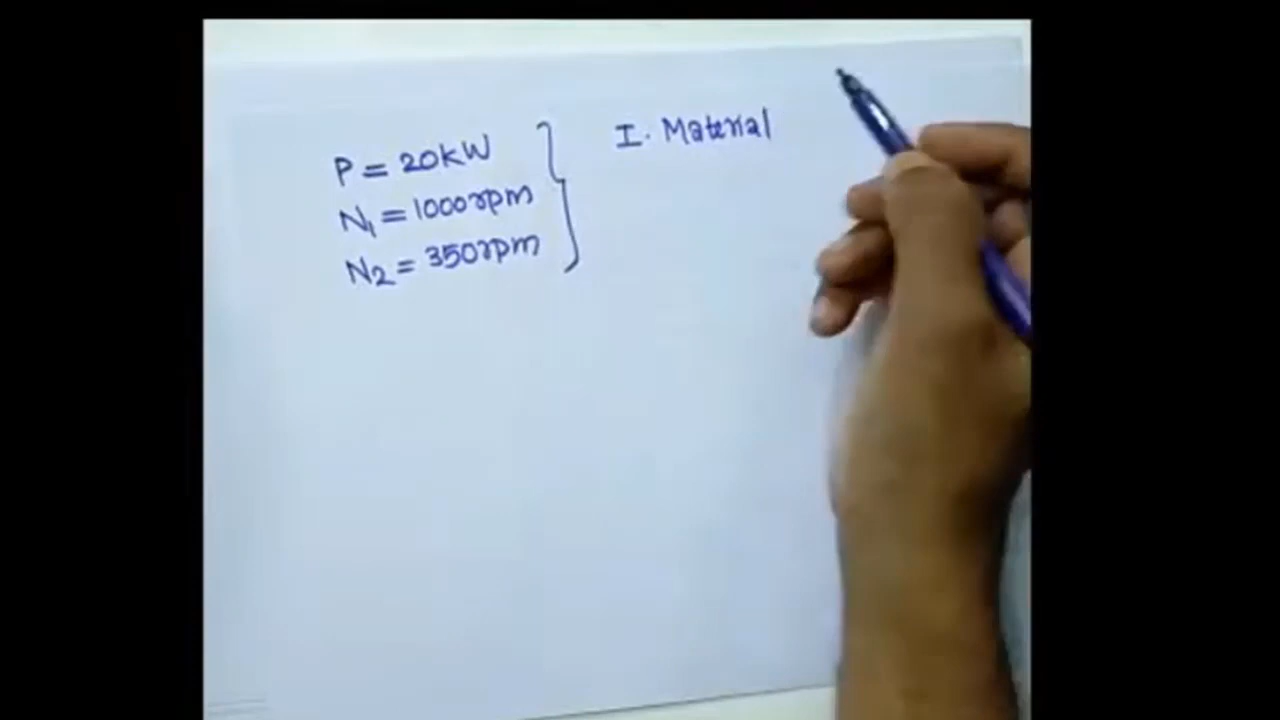 P = 20kW
N1 = 1000rpm
N2 = 350rpm
I. Material